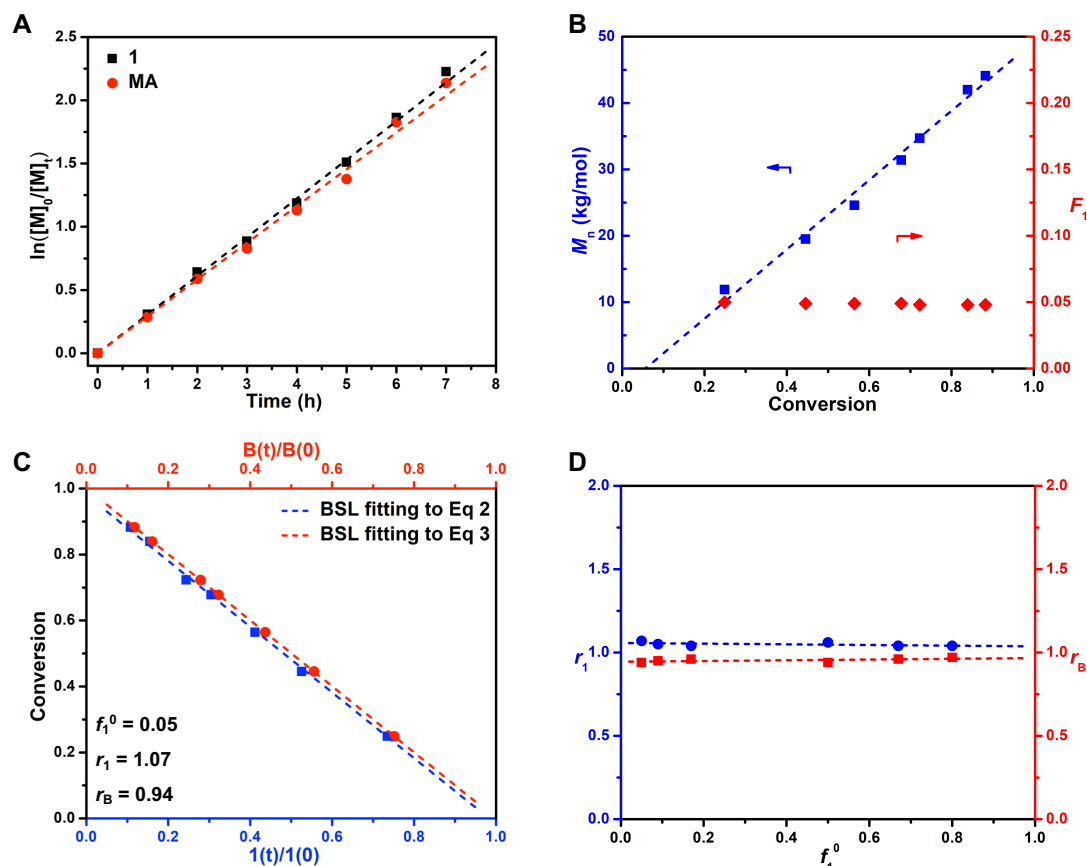 A
2.5
2.0
1.5
1.0
0.5
0.0
ln([M]0/[M]t)
1
MA
0 1 2 3 4 5 6 7 8
Time (h)
B
50
40
30
20
10
0
Mn (kg/mol)
0.25
0.20
0.15
0.10
0.05
0.00
F1
0.0 0.2 0.4 0.6 0.8 1.0
Conversion
C
B(t)/B(0)
0.0 0.2 0.4 0.6 0.8 1.0
1.0
0.8
0.6
0.4
0.2
0.0
Conversion
BSL fitting to Eq 2
BSL fitting to Eq 3
f1^0 = 0.05
r1 = 1.07
rB = 0.94
0.0 0.2 0.4 0.6 0.8 1.0
1(t)/1(0)
D
2.0
1.5
1.0
0.5
0.0
r1
2.0
1.5
1.0
0.5
0.0
rB
0.0 0.2 0.4 0.6 0.8 1.0
f1^0